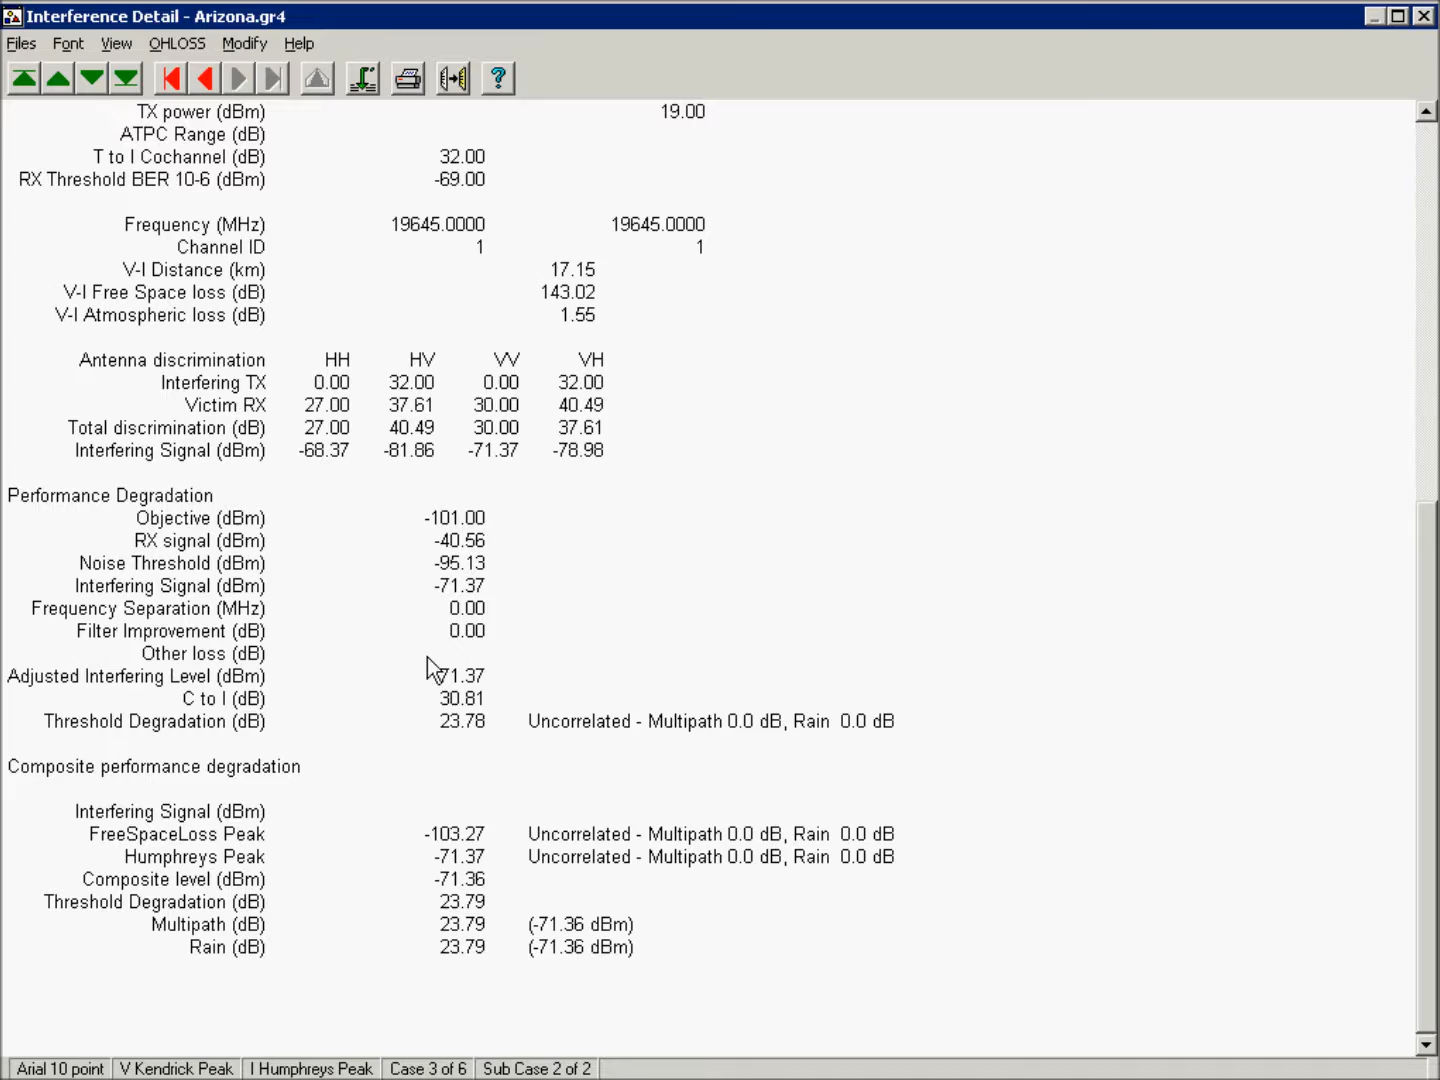 Interference Detail - Arizona.gr4
Files Font View OHLOSS Modify Help
TX power (dBm) 19.00
ATPC Range (dB)
T to I Cochannel (dB) 32.00
RX Threshold BER 10-6 (dBm) -69.00
Frequency (MHz) 19645.0000 19645.0000
Channel ID 1 1
V-I Distance (km) 17.15
V-I Free Space loss (dB) 143.02
V-I Atmospheric loss (dB) 1.55
Antenna discrimination HH HV VV VH
Interfering TX 0.00 32.00 0.00 32.00
Victim RX 27.00 37.61 30.00 40.49
Total discrimination (dB) 27.00 40.49 30.00 37.61
Interfering Signal (dBm) -68.37 -81.86 -71.37 -78.98
Performance Degradation
Objective (dBm) -101.00
RX signal (dBm) -40.56
Noise Threshold (dBm) -95.13
Interfering Signal (dBm) -71.37
Frequency Separation (MHz) 0.00
Filter Improvement (dB) 0.00
Other loss (dB)
Adjusted Interfering Level (dBm) 71.37
C to I (dB) 30.81
Threshold Degradation (dB) 23.78 Uncorrelated - Multipath 0.0 dB, Rain 0.0 dB
Composite performance degradation
Interfering Signal (dBm)
FreeSpaceLoss Peak -103.27 Uncorrelated - Multipath 0.0 dB, Rain 0.0 dB
Humphreys Peak -71.37 Uncorrelated - Multipath 0.0 dB, Rain 0.0 dB
Composite level (dBm) -71.36
Threshold Degradation (dB) 23.79
Multipath (dB) 23.79 (-71.36 dBm)
Rain (dB) 23.79 (-71.36 dBm)
Arial 10 point V Kendrick Peak I Humphreys Peak Case 3 of 6 Sub Case 2 of 2